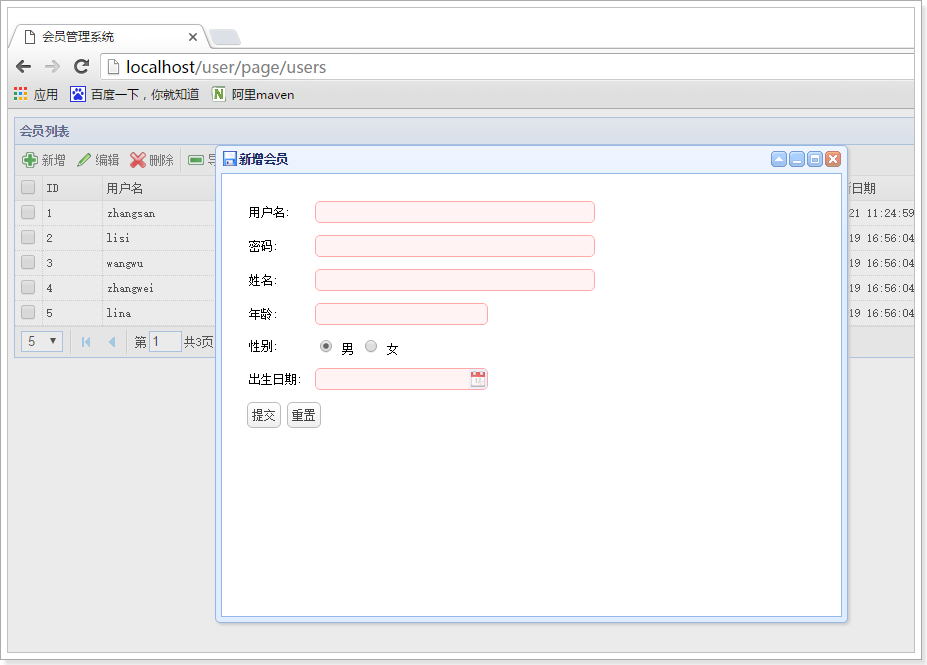 会员管理系统
localhost/user/page/users
应用 百度一下，你就知道 阿里maven
会员列表
新增 编辑 删除
ID 用户名 日期
1 zhangsan 21 11:24:59
2 lisi 19 16:56:04
3 wangwu 19 16:56:04
4 zhangwei 19 16:56:04
5 lina 19 16:56:04
5 第 1 共3页
新增会员
用户名:
密码:
姓名:
年龄:
性别: 男 女
出生日期:
提交 重置